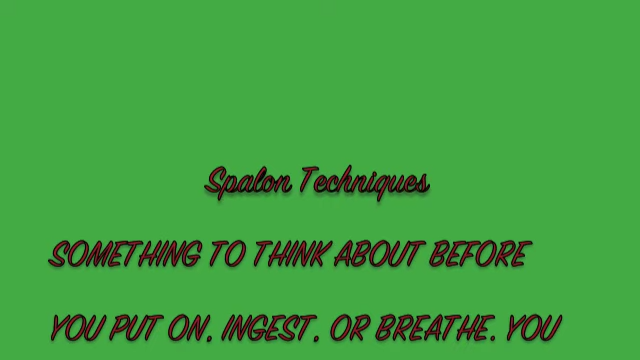 Spalon Techniques
SOMETHING TO THINK ABOUT BEFORE
YOU PUT ON, INGEST, OR BREATHE. YOU